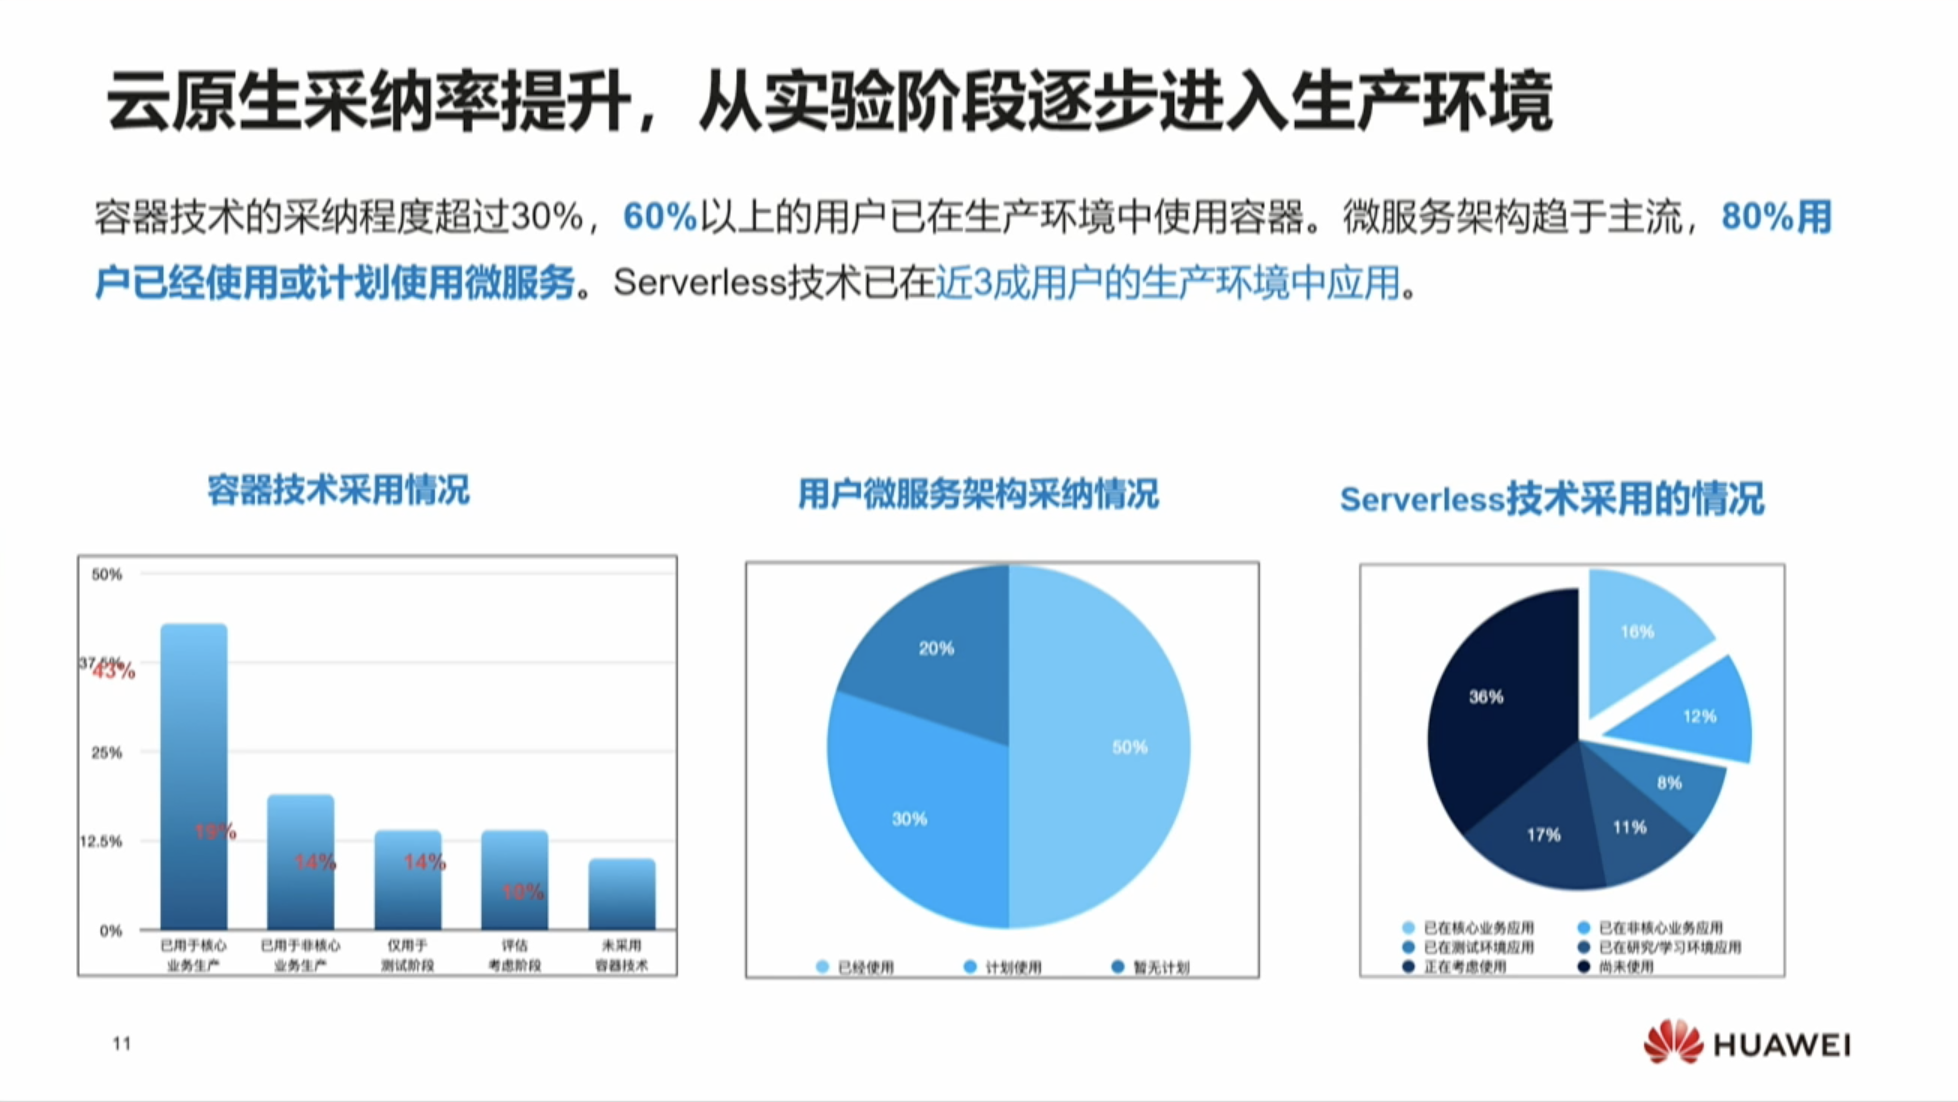 云原生采纳率提升，从实验阶段逐步进入生产环境
容器技术的采纳程度超过30%，60%以上的用户已在生产环境中使用容器。微服务架构趋于主流，80%用
户已经使用或计划使用微服务。Serverless技术已在近3成用户的生产环境中应用。
容器技术采用情况
50%
37.5%
43%
25%
19%
12.5%
14%
14%
10%
0%
已用于核心
业务生产
已用于非核心
业务生产
仅用于
测试阶段
评估
考虑阶段
未采用
容器技术
用户微服务架构采纳情况
20%
50%
30%
已经使用
计划使用
暂无计划
Serverless技术采用的情况
16%
36%
12%
8%
11%
17%
已在核心业务应用
已在非核心业务应用
已在测试环境应用
已在研究/学习环境应用
正在考虑使用
尚未使用
11
HUAWEI